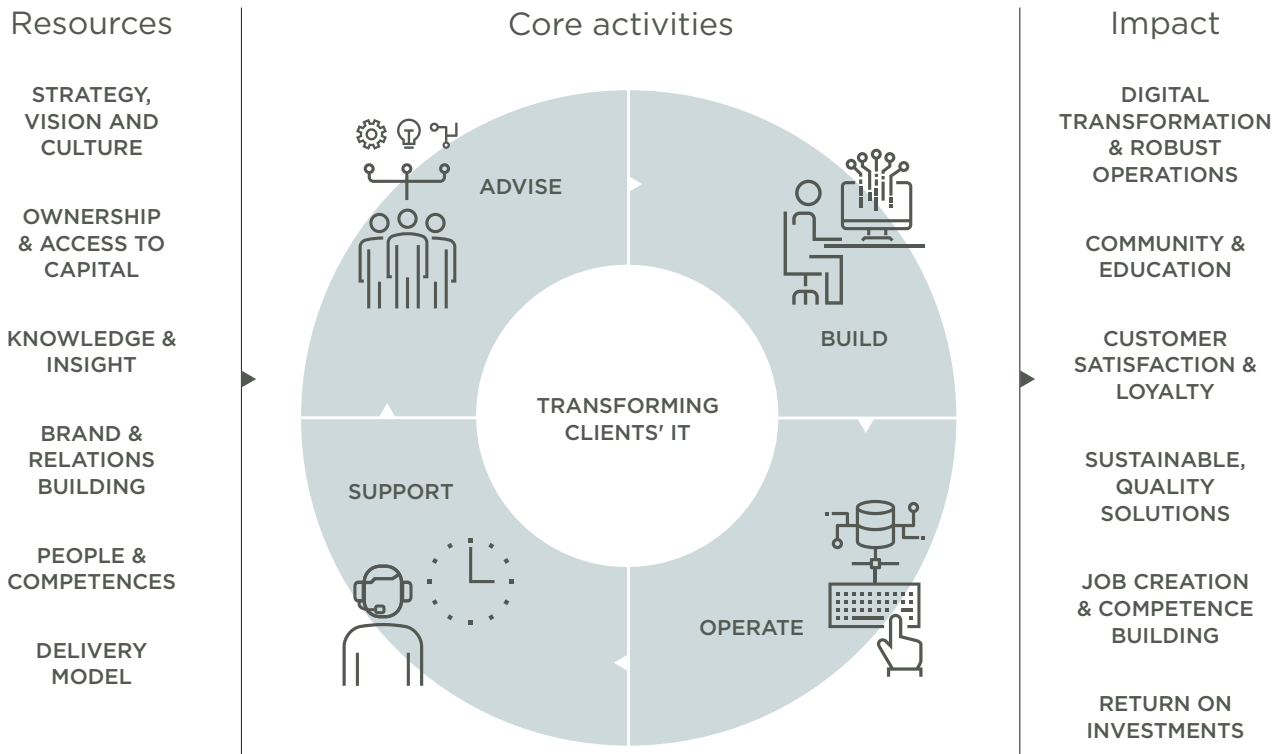 Resources
STRATEGY,
VISION AND
CULTURE
OWNERSHIP
& ACCESS TO
CAPITAL
KNOWLEDGE &
INSIGHT
BRAND &
RELATIONS
BUILDING
PEOPLE &
COMPETENCES
DELIVERY
MODEL
Core activities
ADVISE
BUILD
TRANSFORMING
CLIENTS' IT
SUPPORT
OPERATE
Impact
DIGITAL
TRANSFORMATION
& ROBUST
OPERATIONS
COMMUNITY &
EDUCATION
CUSTOMER
SATISFACTION &
LOYALTY
SUSTAINABLE,
QUALITY
SOLUTIONS
JOB CREATION
& COMPETENCE
BUILDING
RETURN ON
INVESTMENTS